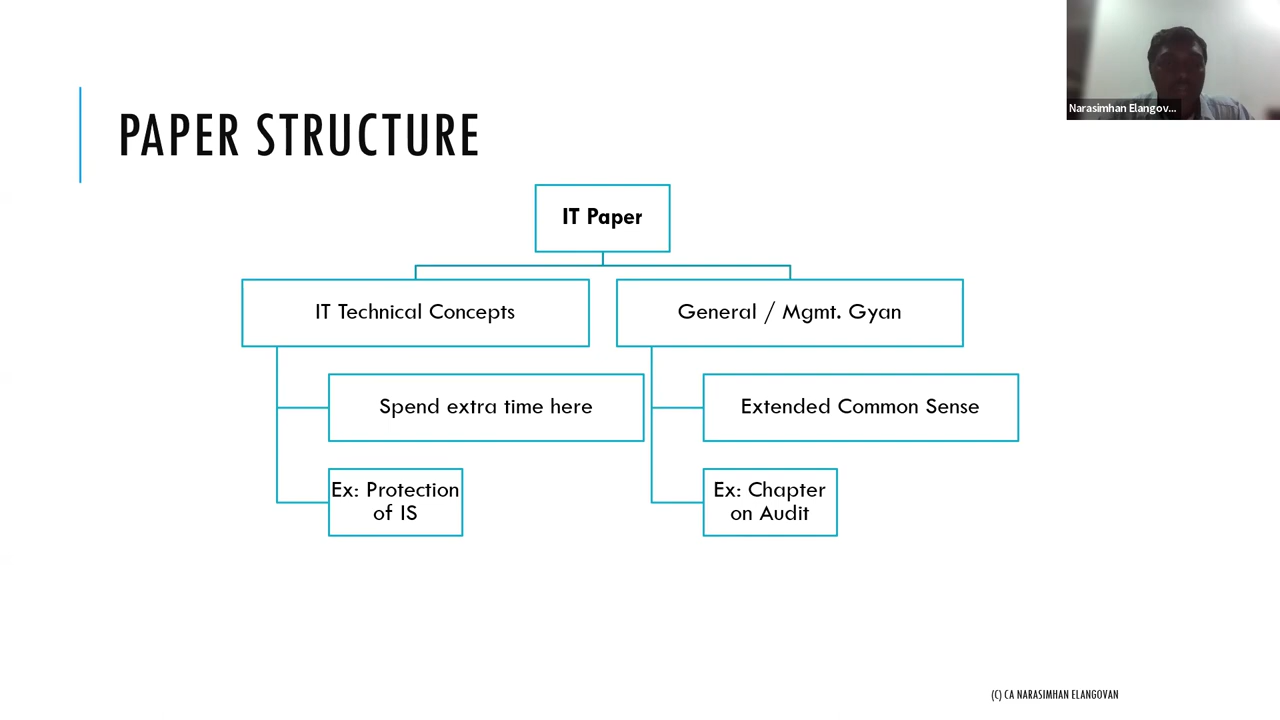 Narasimhan Elangov...
PAPER STRUCTURE
IT Paper
IT Technical Concepts
General / Mgmt. Gyan
Spend extra time here
Extended Common Sense
Ex: Protection
of IS
Ex: Chapter
on Audit
(C) CA NARASIMHAN ELANGOVAN